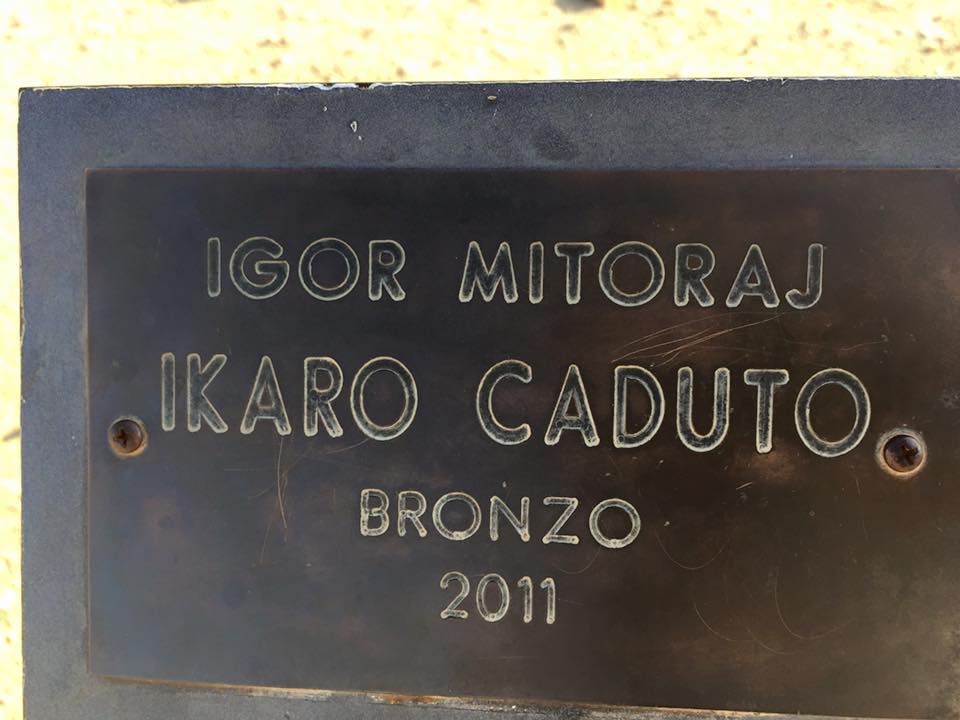 IGOR MITORAJ
IKARO CADUTO
BRONZO
2011